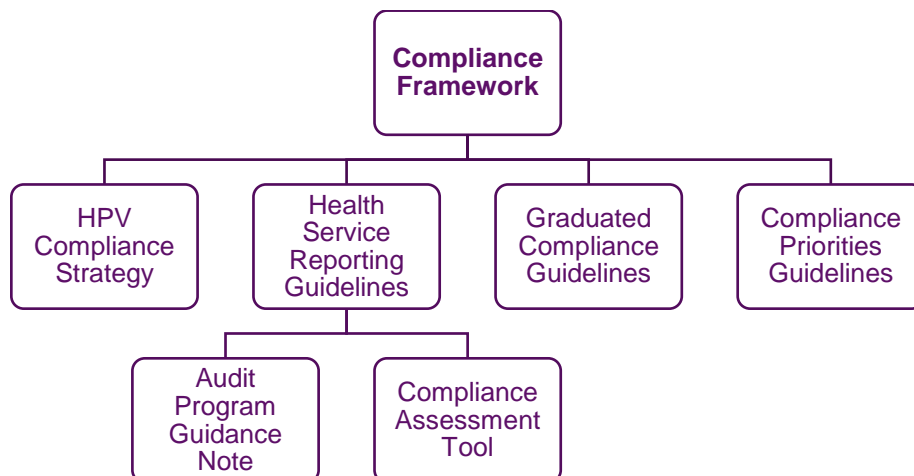 Compliance
Framework
HPV
Compliance
Strategy
Health
Service
Reporting
Guidelines
Graduated
Compliance
Guidelines
Compliance
Priorities
Guidelines
Audit
Program
Guidance
Note
Compliance
Assessment
Tool